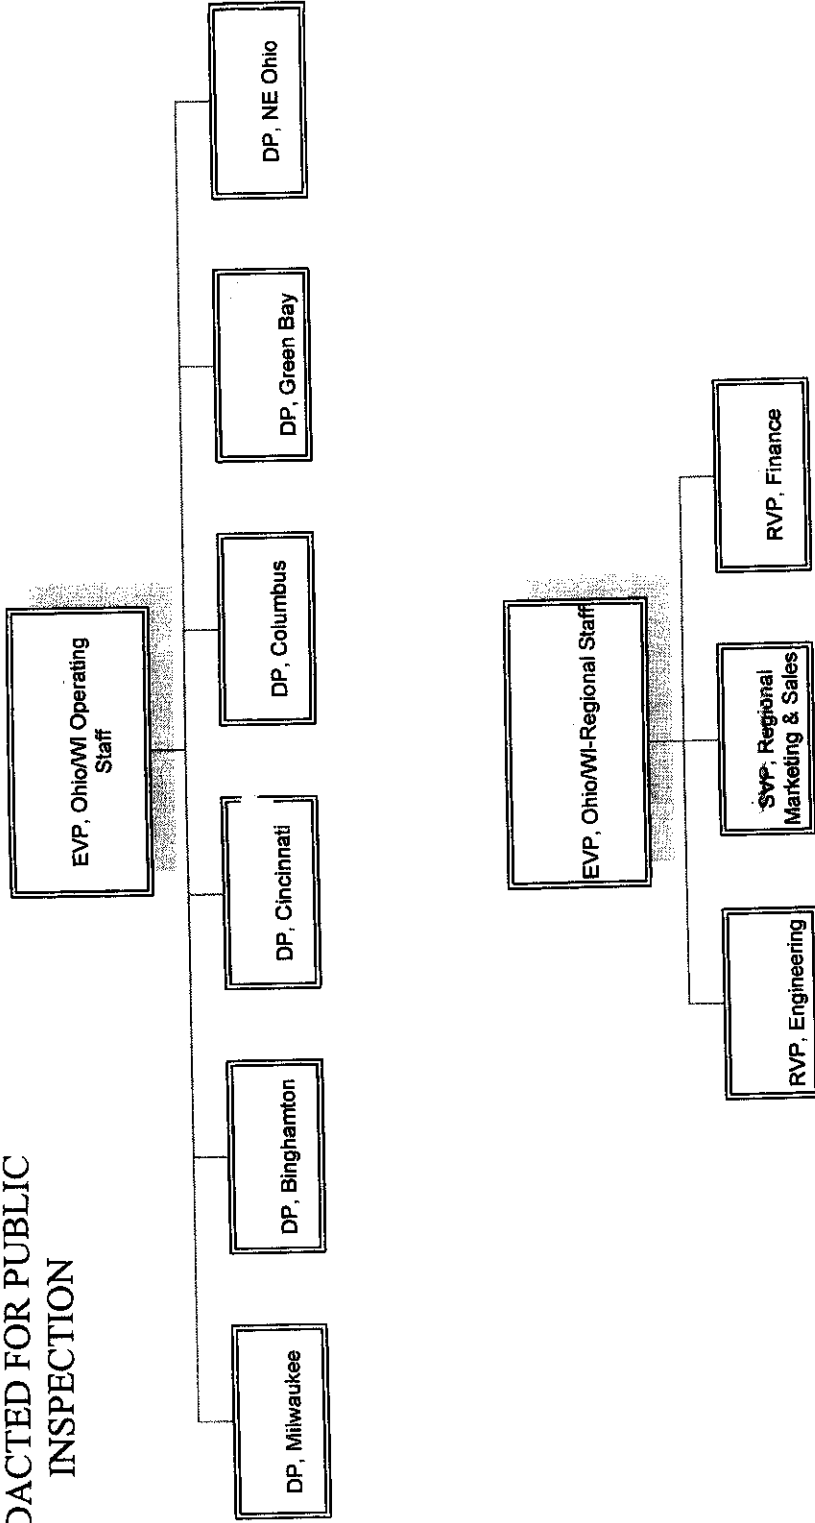 DACTED FOR PUBLIC
INSPECTION
EVP, Ohio/WI Operating
Staff
DP, Milwaukee
DP, Binghamton
DP, Cincinnati
DP, Columbus
DP, Green Bay
DP, NE Ohio
EVP, Ohio/WI-Regional Staff
RVP, Engineering
SVP, Regional
Marketing & Sales
RVP, Finance